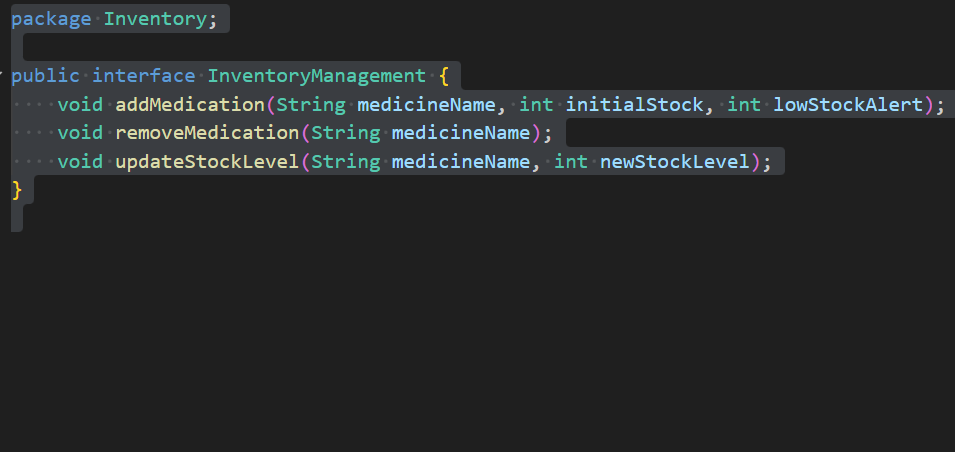 package Inventory;
public interface InventoryManagement {
    void addMedication(String medicineName, int initialStock, int lowStockAlert);
    void removeMedication(String medicineName);
    void updateStockLevel(String medicineName, int newStockLevel);
}